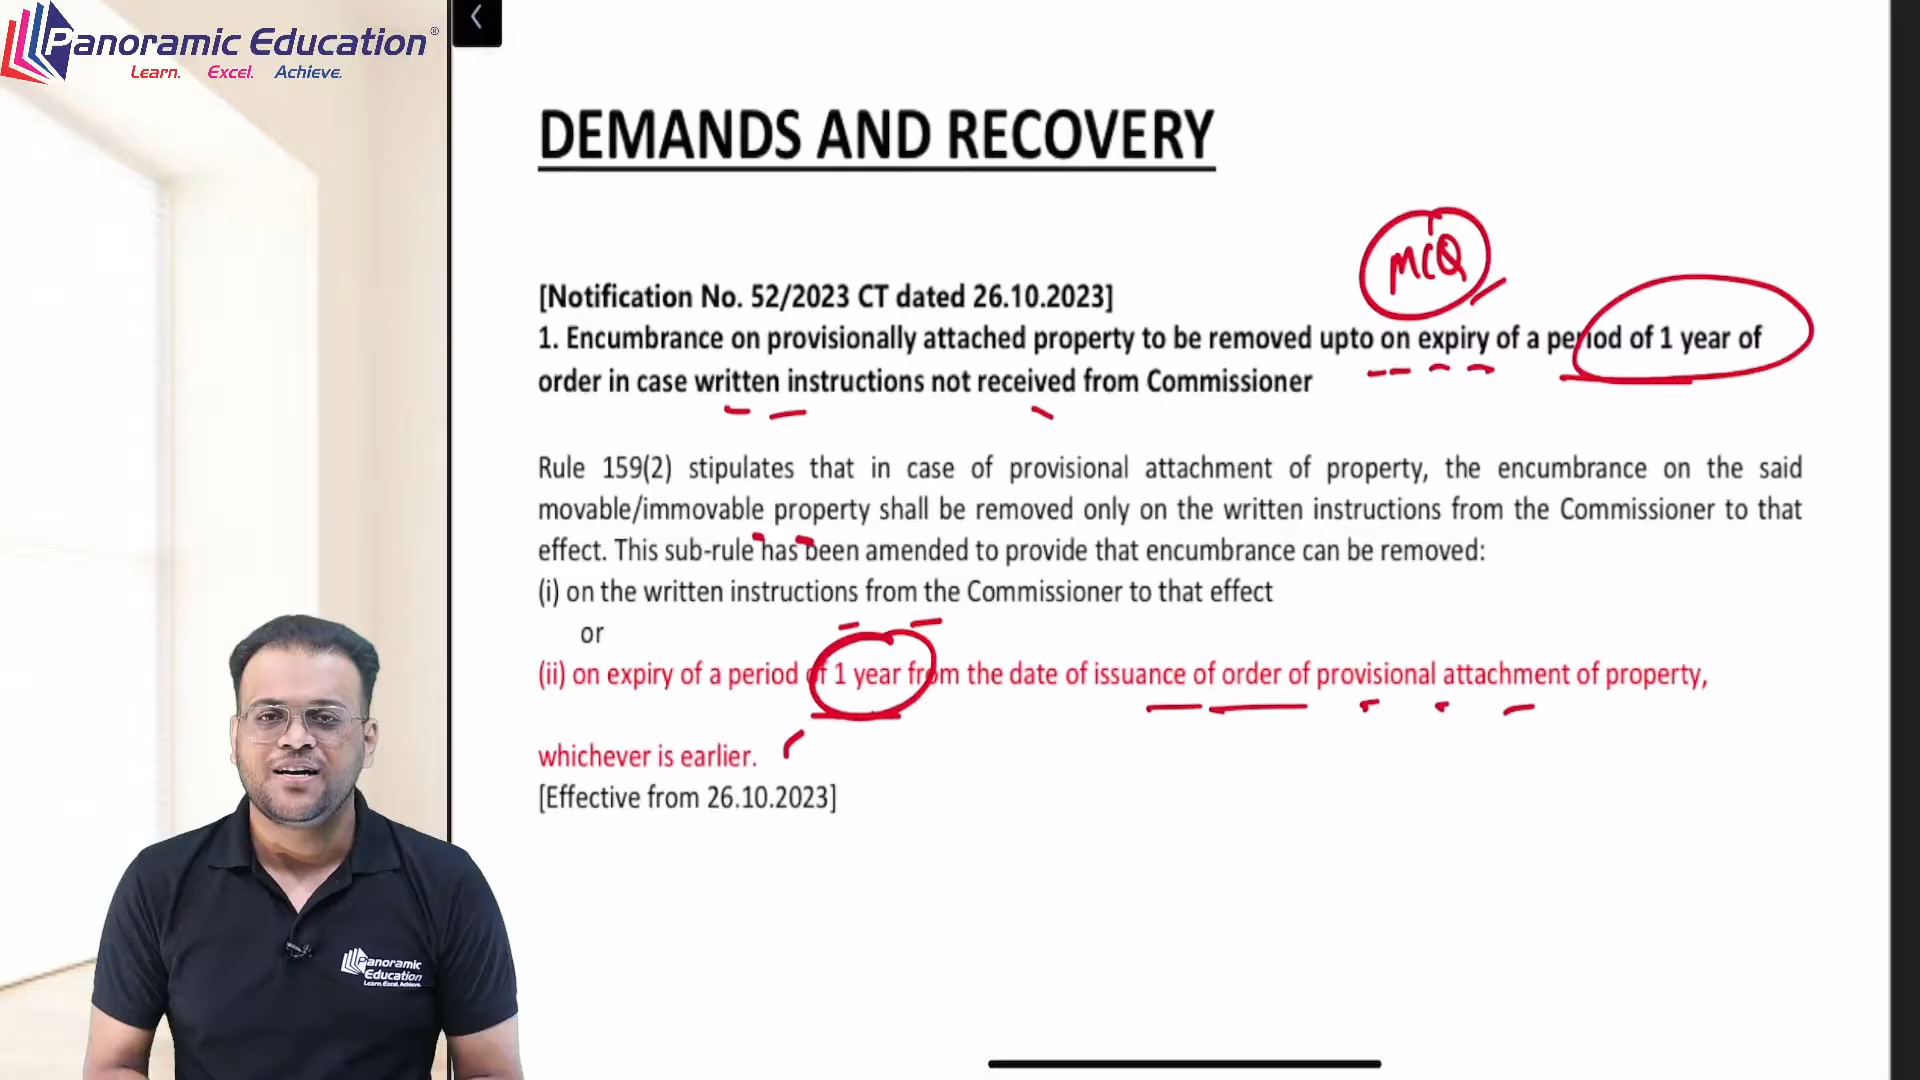 Panoramic Education®
Learn. Excel. Achieve.
DEMANDS AND RECOVERY
MCQ
[Notification No. 52/2023 CT dated 26.10.2023]
1. Encumbrance on provisionally attached property to be removed upto on expiry of a period of 1 year of
order in case written instructions not received from Commissioner
Rule 159(2) stipulates that in case of provisional attachment of property, the encumbrance on the said
movable/immovable property shall be removed only on the written instructions from the Commissioner to that
effect. This sub-rule has been amended to provide that encumbrance can be removed:
(i) on the written instructions from the Commissioner to that effect
or
(ii) on expiry of a period of 1 year from the date of issuance of order of provisional attachment of property,
whichever is earlier.
[Effective from 26.10.2023]
Panoramic
Education
Learn. Excel. Achieve.